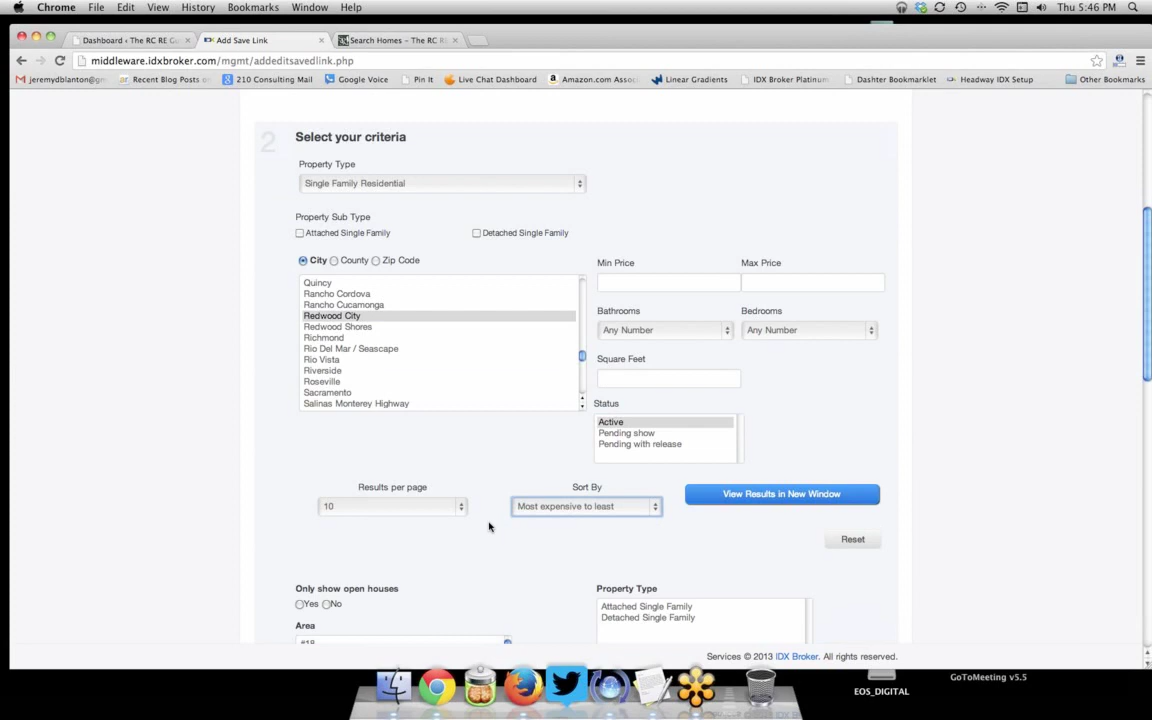 Chrome File Edit View History Bookmarks Window Help Thu 5:46 PM
Dashboard ‹ The RC RE G Add Save Link Search Homes – The RC R
middleware.idxbroker.com/mgmt/addeditsavedlink.php
jeremydblanton@gm Recent Blog Posts 210 Consulting Mail Google Voice Pin It Live Chat Dashboard Amazon.com Asso Linear Gradients IDX Broker Platinum Dashter Bookmarklet Headway IDX Setup Other Bookmarks
2 Select your criteria
Property Type
Single Family Residential
Property Sub Type
Attached Single Family Detached Single Family
City County Zip Code
Min Price Max Price
Quincy
Rancho Cordova
Rancho Cucamonga
Redwood City
Redwood Shores
Richmond
Rio Del Mar / Seascape
Rio Vista
Riverside
Roseville
Sacramento
Salinas Monterey Highway
Bathrooms Bedrooms
Any Number Any Number
Square Feet
Status
Active
Pending show
Pending with release
Results per page Sort By
10 Most expensive to least View Results in New Window
Reset
Only show open houses
Yes No
Area
Property Type
Attached Single Family
Detached Single Family
Services © 2013 IDX Broker. All rights reserved.
EOS_DIGITAL
GoToMeeting v5.5